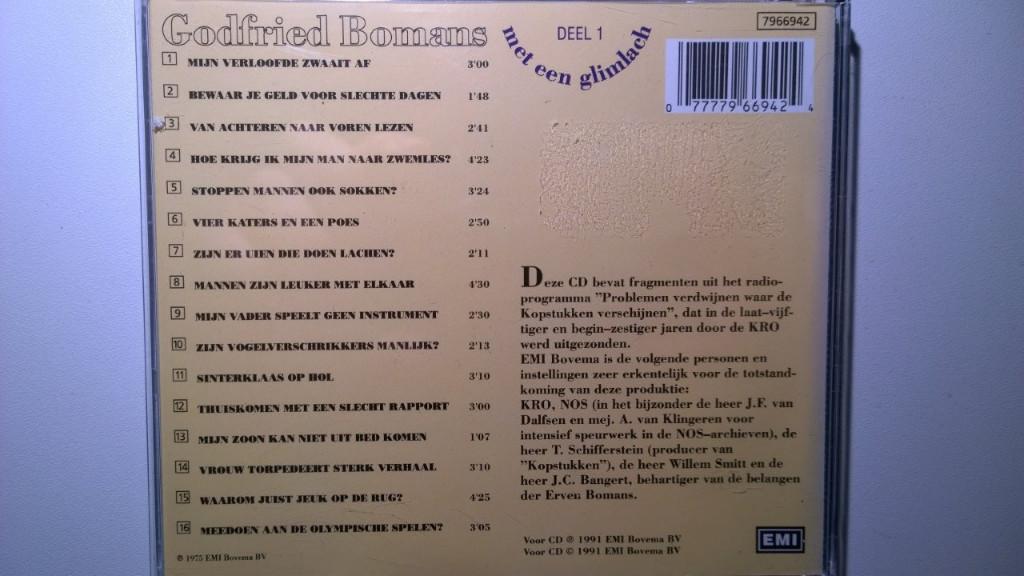 Godfried Bomans
DEEL 1
met een glimlach
7966942
0 77779 66942 4
1 MIJN VERLOOFDE ZWAAIT AF 3'00
2 BEWAAR JE GELD VOOR SLECHTE DAGEN 1'48
3 VAN ACHTEREN NAAR VOREN LEZEN 2'41
4 HOE KRIJG IK MIJN MAN NAAR ZWEMLES? 4'23
5 STOPPEN MANNEN OOK SOKKEN? 3'24
6 VIER KATERS EN EEN POES 2'50
7 ZIJN ER UIEN DIE DOEN LACHEN? 2'11
8 MANNEN ZIJN LEUKER MET ELKAAR 4'30
9 MIJN VADER SPEELT GEEN INSTRUMENT 2'30
10 ZIJN VOGELVERSCHRIKKERS MANLIJK? 2'13
11 SINTERKLAAS OP HOL 3'10
12 THUISKOMEN MET EEN SLECHT RAPPORT 3'00
13 MIJN ZOON KAN NIET UIT BED KOMEN 1'07
14 VROUW TORPEDEERT STERK VERHAAL 3'10
15 WAAROM JUIST JEUK OP DE RUG? 4'25
16 MEEDOEN AAN DE OLYMPISCHE SPELEN? 3'05
℗ 1975 EMI Bovema BV
Deze CD bevat fragmenten uit het radio-
programma "Problemen verdwijnen waar de
Kopstukken verschijnen", dat in de laat–vijf-
tiger en begin–zestiger jaren door de KRO
werd uitgezonden.
EMI Bovema is de volgende personen en
instellingen zeer erkentelijk voor de totstand-
koming van deze produktie:
KRO, NOS (in het bijzonder de heer J.F. van
Dalfsen en mej. A. van Klingeren voor
intensief speurwerk in de NOS–archieven), de
heer T. Schifferstein (producer van
"Kopstukken"), de heer Willem Smitt en de
heer J.C. Bangert, behartiger van de belangen
der Erven Bomans.
Voor CD ℗ 1991 EMI Bovema BV
Voor CD © 1991 EMI Bovema BV
EMI